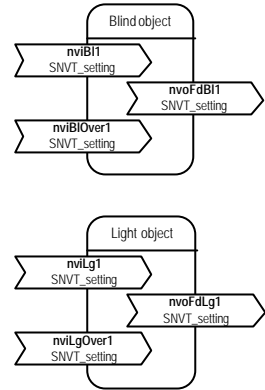 Blind object
nviBl1
SNVT_setting
nvoFdBl1
SNVT_setting
nviBlOver1
SNVT_setting
Light object
nviLg1
SNVT_setting
nvoFdLg1
SNVT_setting
nviLgOver1
SNVT_setting